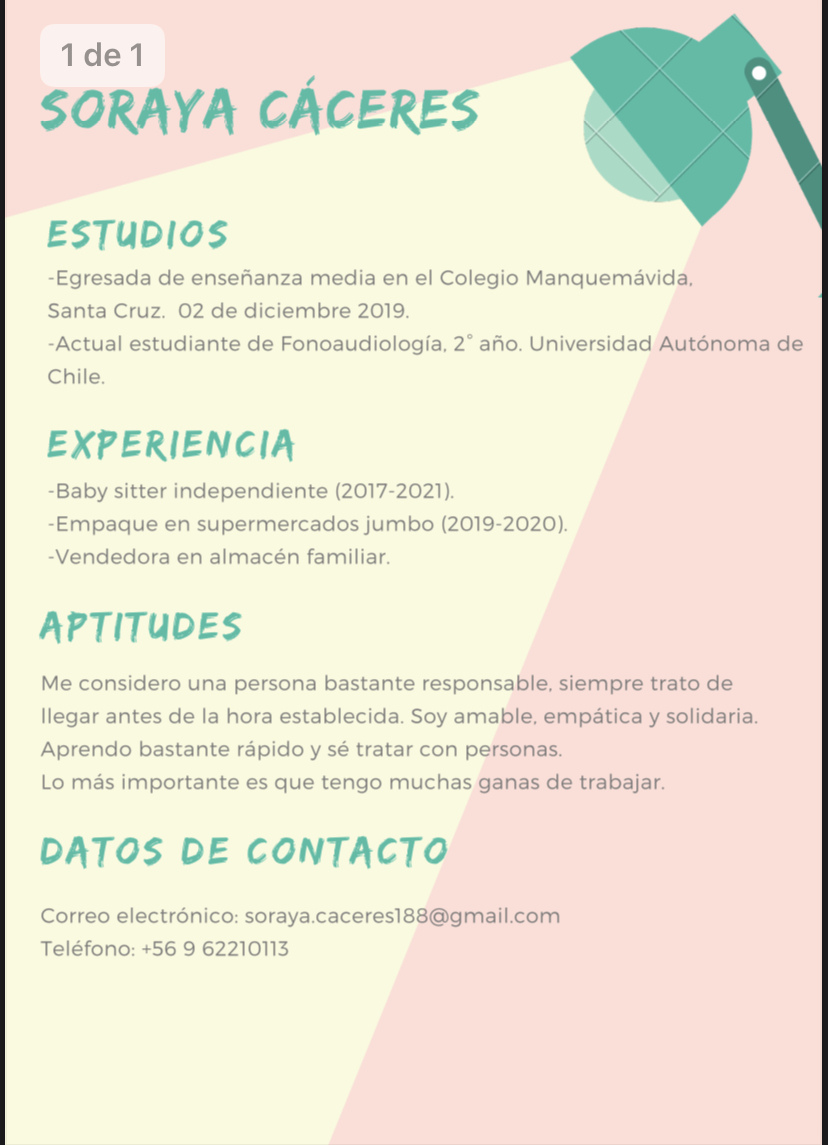 1 de 1
SORAYA CÁCERES
ESTUDIOS
-Egresada de enseñanza media en el Colegio Manquemávida,
Santa Cruz.  02 de diciembre 2019.
-Actual estudiante de Fonoaudiología, 2° año. Universidad Autónoma de
Chile.
EXPERIENCIA
-Baby sitter independiente (2017-2021).
-Empaque en supermercados jumbo (2019-2020).
-Vendedora en almacén familiar.
APTITUDES
Me considero una persona bastante responsable, siempre trato de
llegar antes de la hora establecida. Soy amable, empática y solidaria.
Aprendo bastante rápido y sé tratar con personas.
Lo más importante es que tengo muchas ganas de trabajar.
DATOS DE CONTACTO
Correo electrónico: soraya.caceres188@gmail.com
Teléfono: +56 9 62210113